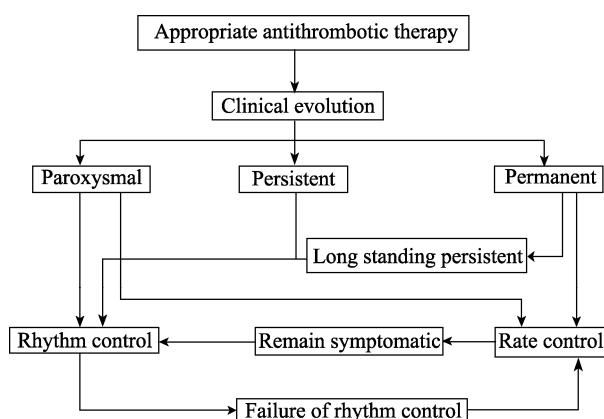 Appropriate antithrombotic therapy
Clinical evolution
Paroxysmal
Persistent
Permanent
Long standing persistent
Rhythm control
Remain symptomatic
Rate control
Failure of rhythm control